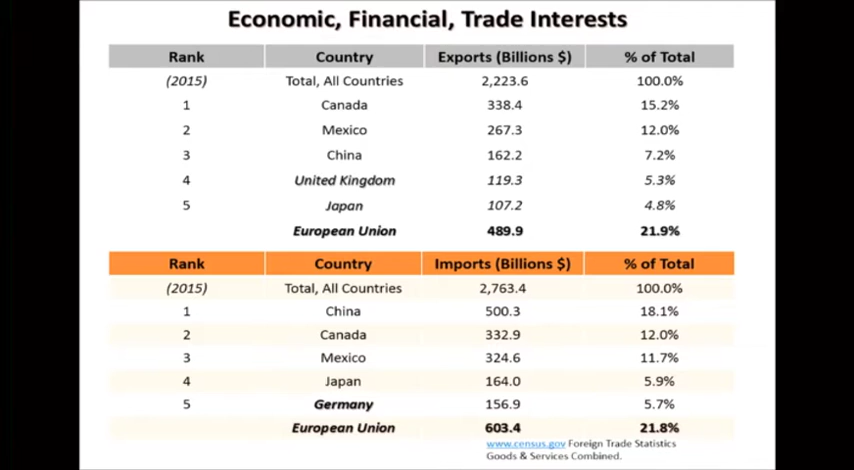 Economic, Financial, Trade Interests
Rank Country Exports (Billions $) % of Total
(2015) Total, All Countries 2,223.6 100.0%
1 Canada 338.4 15.2%
2 Mexico 267.3 12.0%
3 China 162.2 7.2%
4 United Kingdom 119.3 5.3%
5 Japan 107.2 4.8%
European Union 489.9 21.9%
Rank Country Imports (Billions $) % of Total
(2015) Total, All Countries 2,763.4 100.0%
1 China 500.3 18.1%
2 Canada 332.9 12.0%
3 Mexico 324.6 11.7%
4 Japan 164.0 5.9%
5 Germany 156.9 5.7%
European Union 603.4 21.8%
www.census.gov Foreign Trade Statistics
Goods & Services Combined.